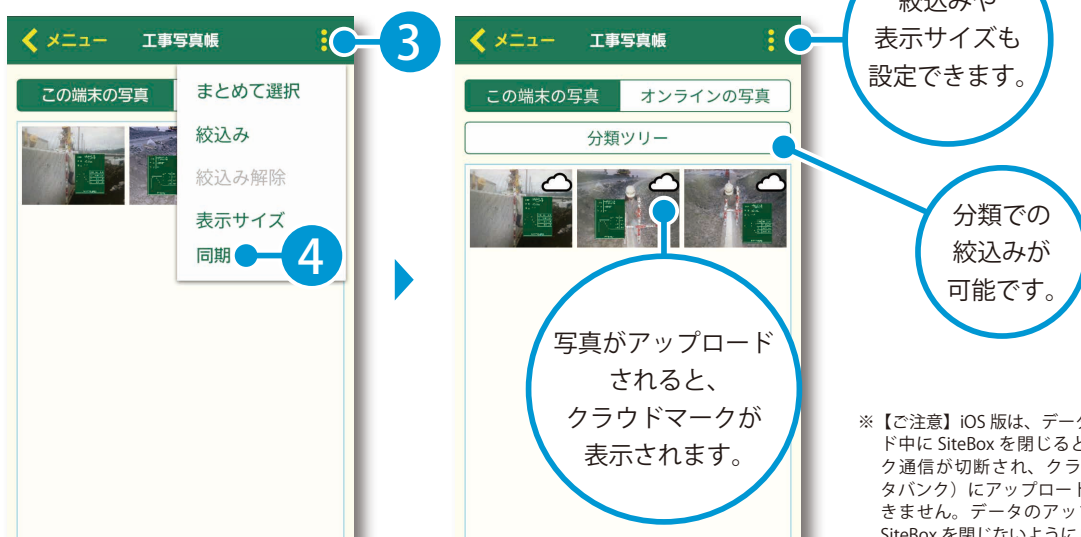 メニュー 工事写真帳
3
この端末の写真
まとめて選択
絞込み
絞込み解除
表示サイズ
同期
4
メニュー 工事写真帳
この端末の写真 オンラインの写真
分類ツリー
写真がアップロード
されると、
クラウドマークが
表示されます。
絞込みや
表示サイズも
設定できます。
分類での
絞込みが
可能です。
※【ご注意】iOS 版は、デー
ド中に SiteBox を閉じると
ク通信が切断され、クラ
タバンク）にアップロード
きません。データのアップ
SiteBox を閉じないように